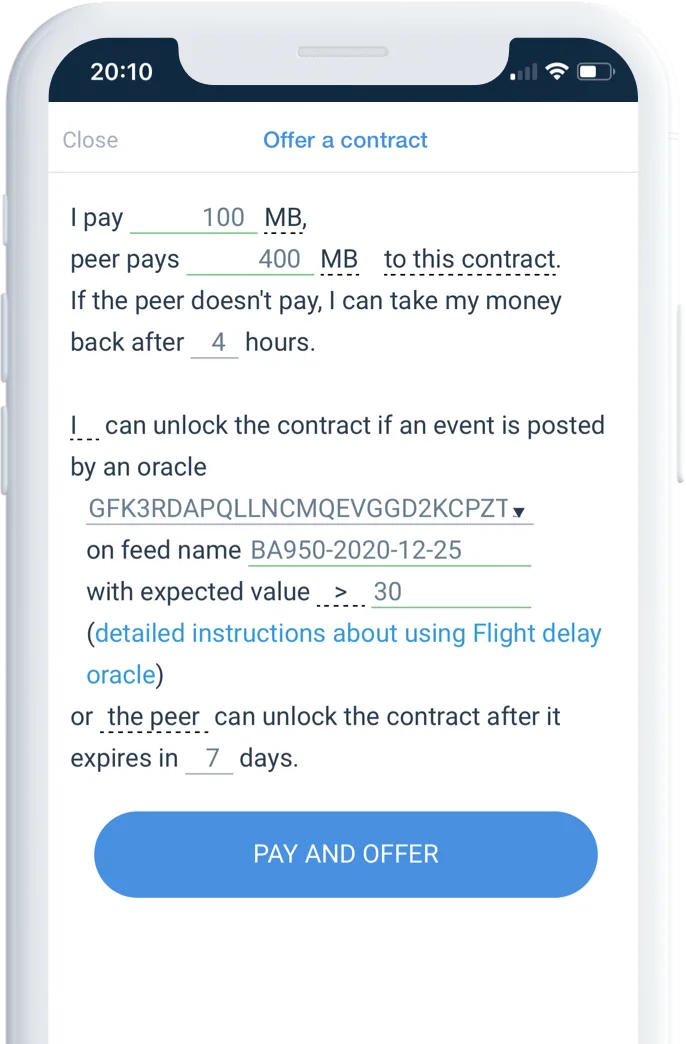 20:10
Close Offer a contract
I pay 100 MB,
peer pays 400 MB to this contract.
If the peer doesn't pay, I can take my money
back after 4 hours.
I can unlock the contract if an event is posted
by an oracle
GFK3RDAPQLLNCMQEVGGD2KCPZT
on feed name BA950-2020-12-25
with expected value > 30
(detailed instructions about using Flight delay
oracle)
or the peer can unlock the contract after it
expires in 7 days.
PAY AND OFFER